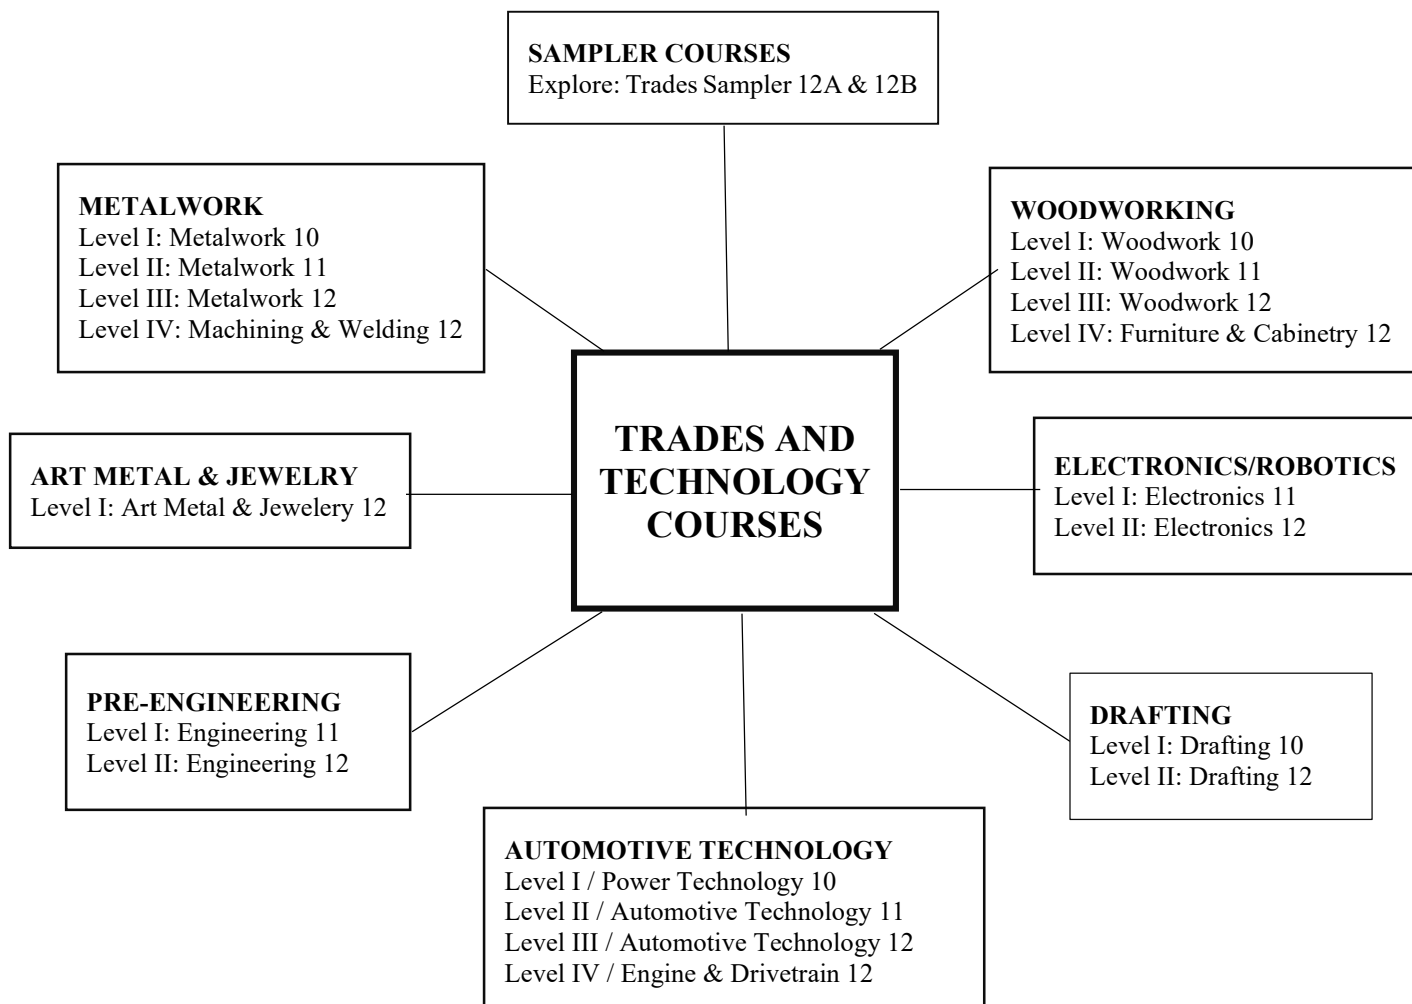 SAMPLER COURSES
Explore: Trades Sampler 12A & 12B
METALWORK
Level I: Metalwork 10
Level II: Metalwork 11
Level III: Metalwork 12
Level IV: Machining & Welding 12
WOODWORKING
Level I: Woodwork 10
Level II: Woodwork 11
Level III: Woodwork 12
Level IV: Furniture & Cabinetry 12
TRADES AND
TECHNOLOGY
COURSES
ART METAL & JEWELRY
Level I: Art Metal & Jewelery 12
ELECTRONICS/ROBOTICS
Level I: Electronics 11
Level II: Electronics 12
PRE-ENGINEERING
Level I: Engineering 11
Level II: Engineering 12
DRAFTING
Level I: Drafting 10
Level II: Drafting 12
AUTOMOTIVE TECHNOLOGY
Level I / Power Technology 10
Level II / Automotive Technology 11
Level III / Automotive Technology 12
Level IV / Engine & Drivetrain 12